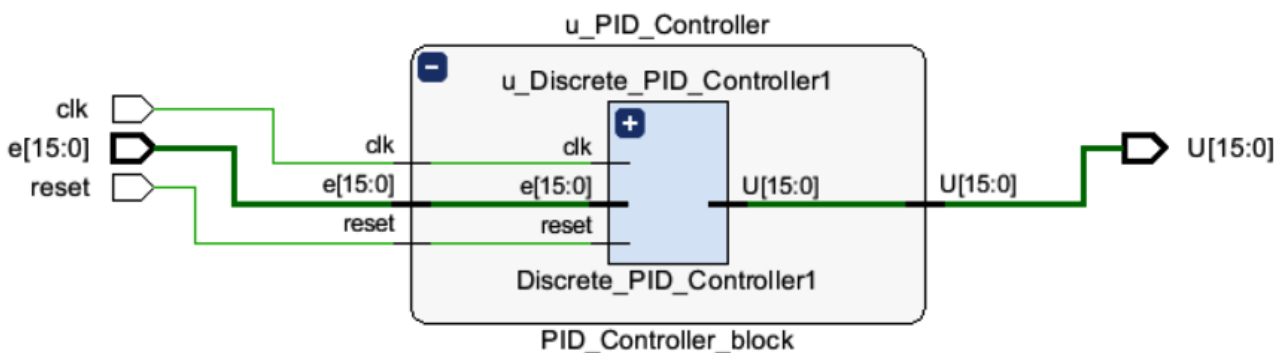 u_PID_Controller
u_Discrete_PID_Controller1
clk
clk
clk
e[15:0]
e[15:0]
e[15:0]
U[15:0]
U[15:0]
U[15:0]
reset
reset
reset
Discrete_PID_Controller1
PID_Controller_block